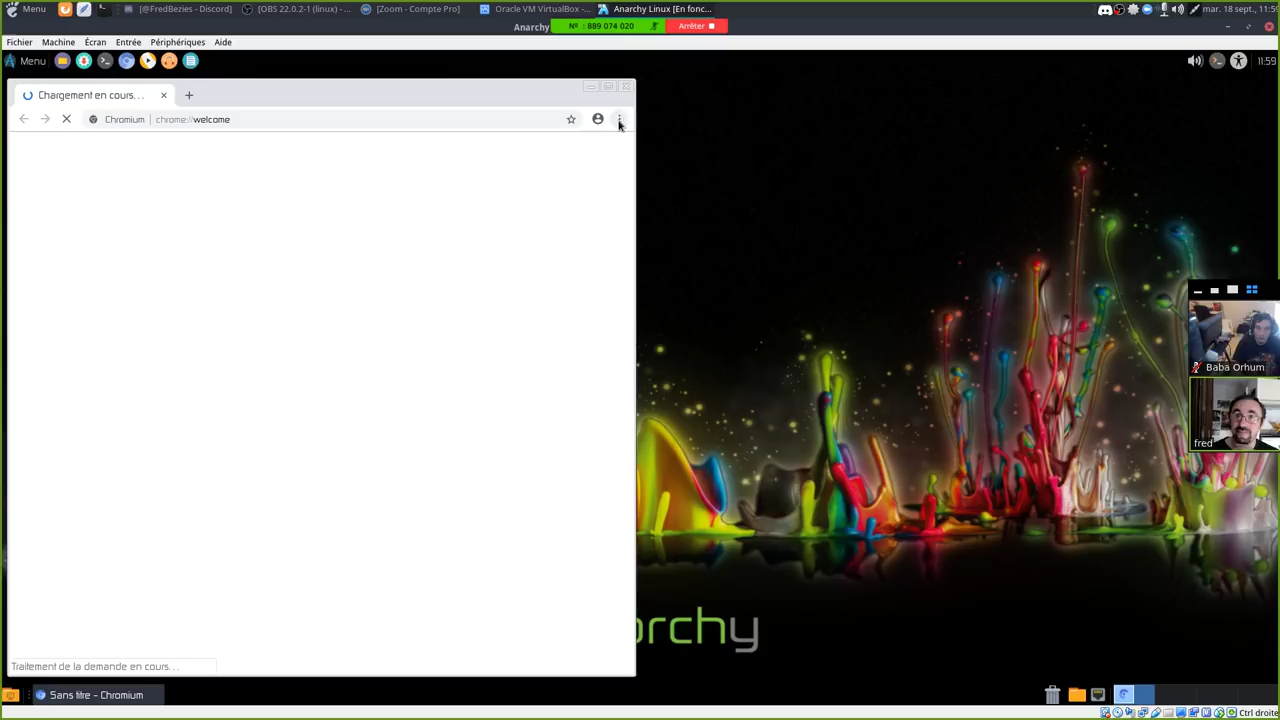 Menu [@FredBezies - Discord] [OBS 22.0.2-1 (linux) - ... [Zoom - Compte Pro] Oracle VM VirtualBox -... Anarchy Linux [En fonc... mar. 18 sept., 11:59
Anarchy N° : 889 074 020 Arrêter
Fichier Machine Écran Entrée Périphériques Aide
Menu 11:59
Chargement en cours...
Chromium | chrome://welcome
Baba Orhum
fred
archy
Traitement de la demande en cours...
Sans titre - Chromium
Ctrl droite